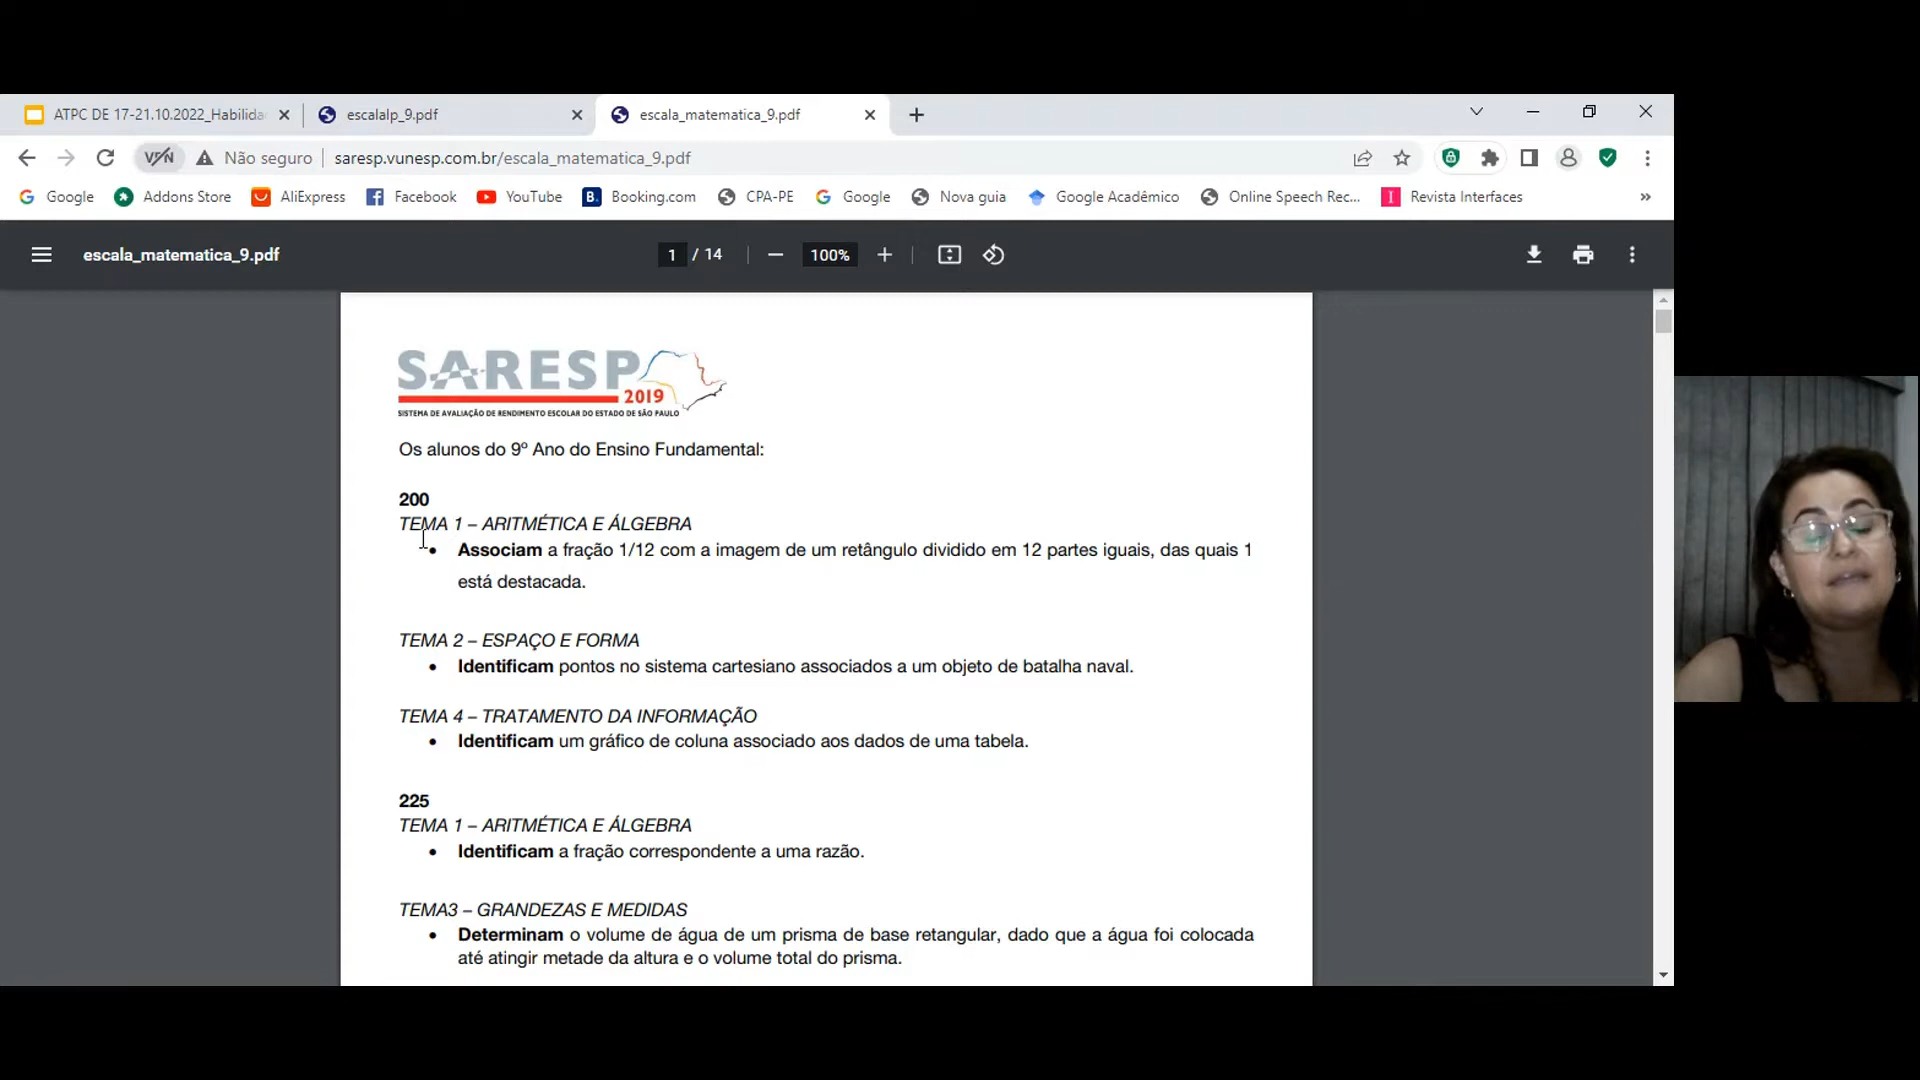 ATPC DE 17-21.10.2022_Habilida
escalalp_9.pdf
escala_matematica_9.pdf
VPN
Não seguro
saresp.vunesp.com.br/escala_matematica_9.pdf
Google
Addons Store
AliExpress
Facebook
YouTube
B.
Booking.com
CPA-PE
Google
Nova guia
Google Acadêmico
Online Speech Rec...
I
Revista Interfaces
»
escala_matematica_9.pdf
1 / 14
100%
SARESP
2019
SISTEMA DE AVALIAÇÃO DE RENDIMENTO ESCOLAR DO ESTADO DE SÃO PAULO
Os alunos do 9º Ano do Ensino Fundamental:
200
TEMA 1 – ARITMÉTICA E ÁLGEBRA
• Associam a fração 1/12 com a imagem de um retângulo dividido em 12 partes iguais, das quais 1
está destacada.
TEMA 2 – ESPAÇO E FORMA
• Identificam pontos no sistema cartesiano associados a um objeto de batalha naval.
TEMA 4 – TRATAMENTO DA INFORMAÇÃO
• Identificam um gráfico de coluna associado aos dados de uma tabela.
225
TEMA 1 – ARITMÉTICA E ÁLGEBRA
• Identificam a fração correspondente a uma razão.
TEMA3 – GRANDEZAS E MEDIDAS
• Determinam o volume de água de um prisma de base retangular, dado que a água foi colocada
até atingir metade da altura e o volume total do prisma.